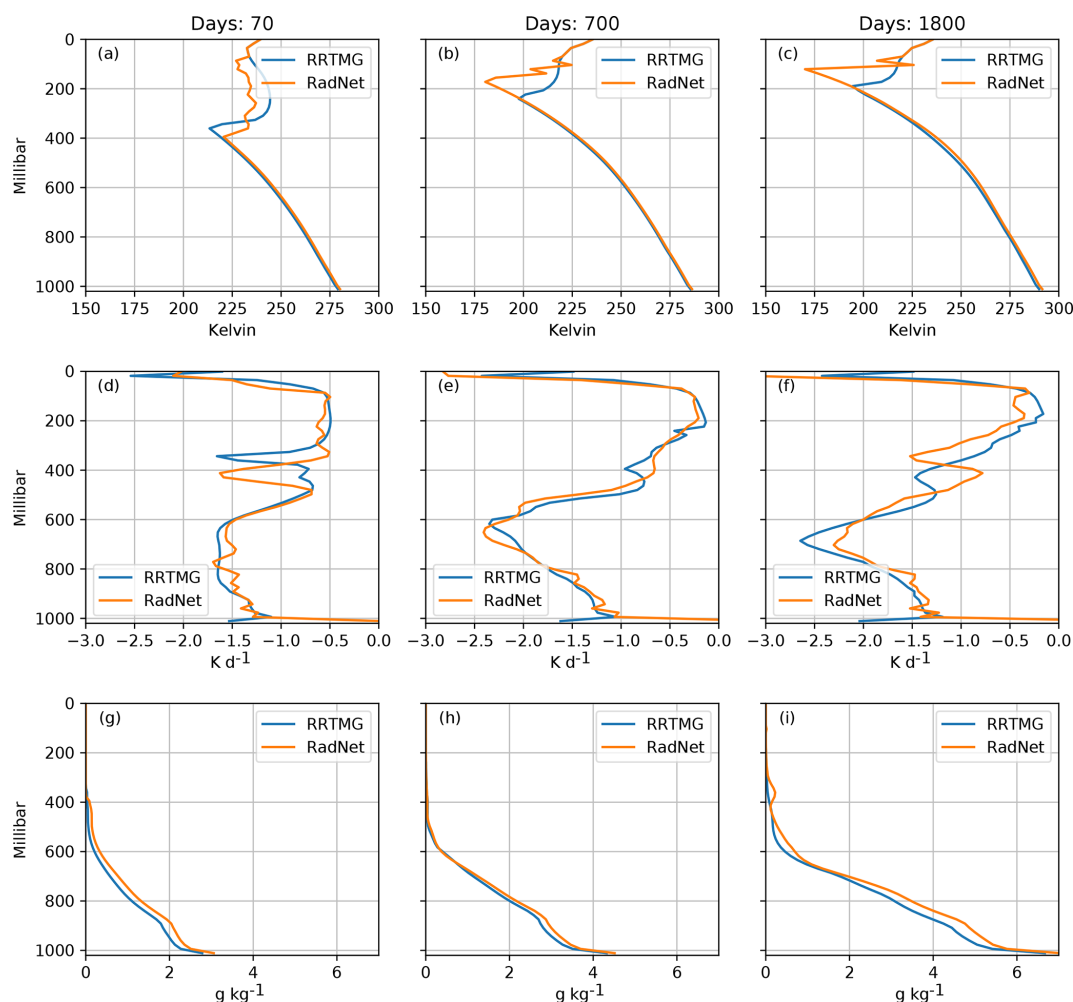 Days: 70 Days: 700 Days: 1800
(a) RRTMG RadNet (b) RRTMG RadNet (c) RRTMG RadNet
Millibar
0
200
400
600
800
1000
150 175 200 225 250 275 300 150 175 200 225 250 275 300 150 175 200 225 250 275 300
Kelvin Kelvin Kelvin
(d) (e) (f)
Millibar
0
200
400
600
800
1000
RRTMG RRTMG RRTMG
RadNet RadNet RadNet
−3.0 −2.5 −2.0 −1.5 −1.0 −0.5 0.0 −3.0 −2.5 −2.0 −1.5 −1.0 −0.5 0.0 −3.0 −2.5 −2.0 −1.5 −1.0 −0.5 0.0
K d⁻¹ K d⁻¹ K d⁻¹
(g) RRTMG RadNet (h) RRTMG RadNet (i) RRTMG RadNet
Millibar
0
200
400
600
800
1000
0 2 4 6 0 2 4 6 0 2 4 6
g kg⁻¹ g kg⁻¹ g kg⁻¹